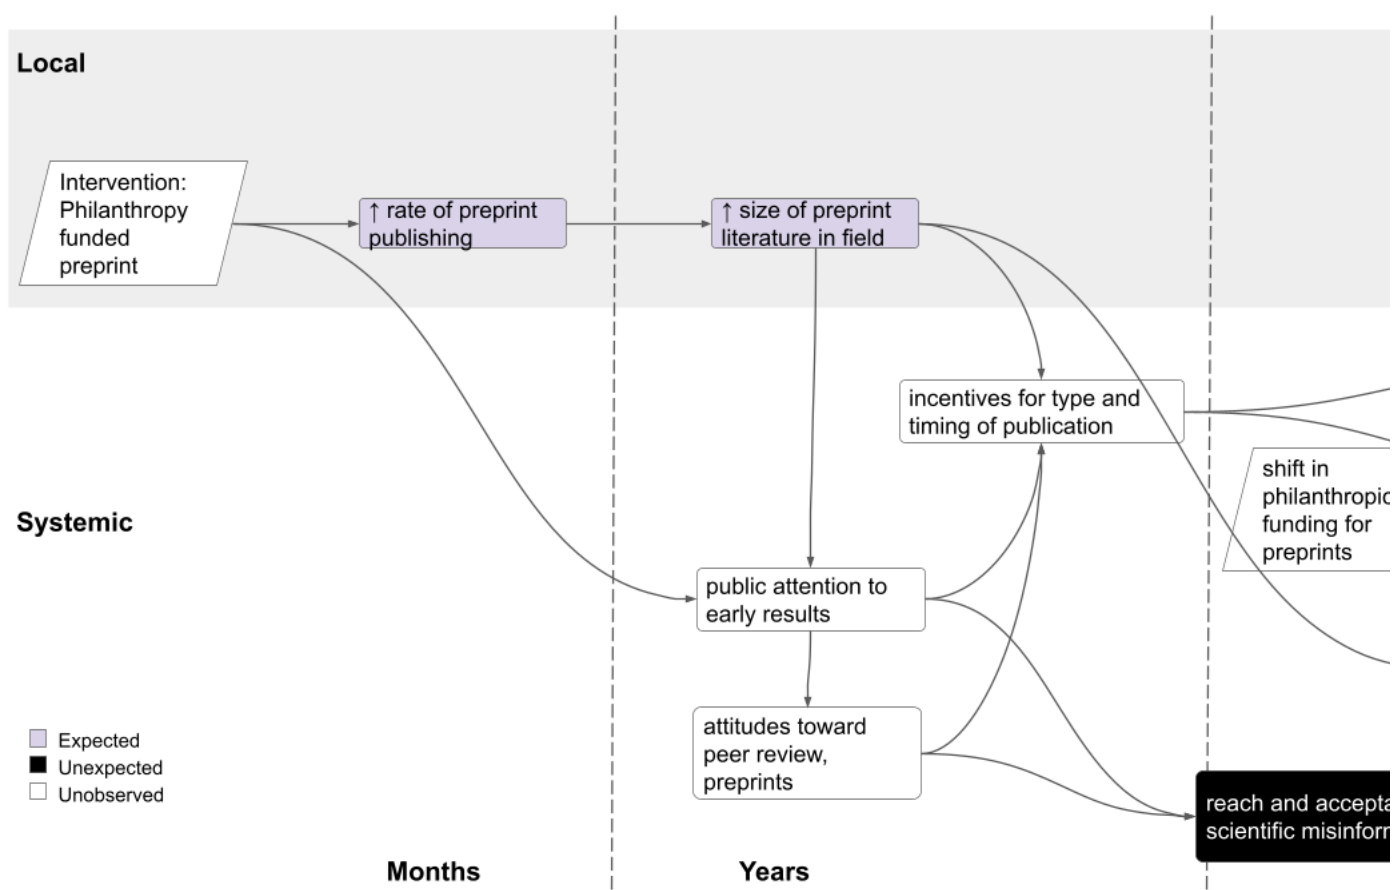 Local
Intervention:
Philanthropy
funded
preprint
↑ rate of preprint
publishing
↑ size of preprint
literature in field
incentives for type and
timing of publication
shift in
philanthropic
funding for
preprints
Systemic
public attention to
early results
attitudes toward
peer review,
preprints
Expected
Unexpected
Unobserved
reach and
scientific
Months
Years